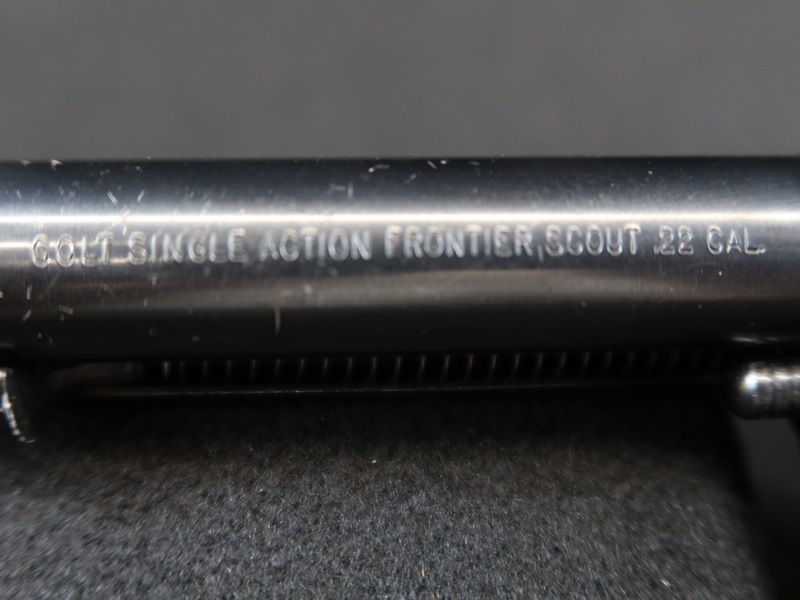 COLT SINGLE ACTION FRONTIER SCOUT .22 CAL.